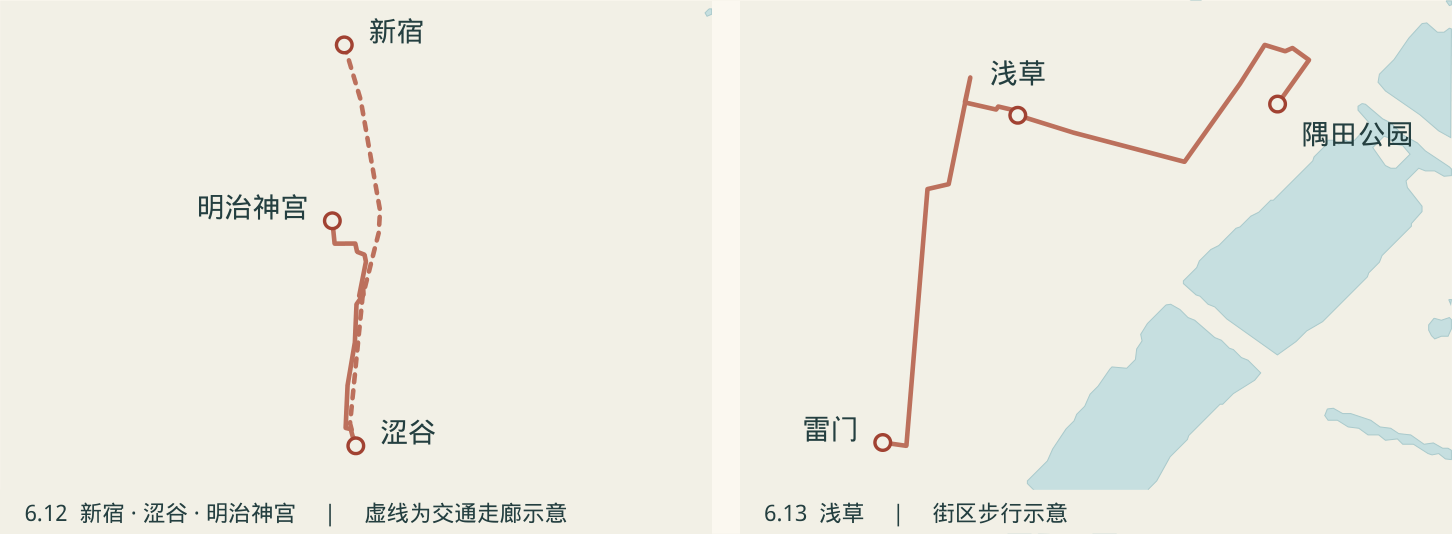 新宿
明治神宫
涩谷
6.12 新宿 · 涩谷 · 明治神宫 | 虚线为交通走廊示意
浅草
隅田公园
雷门
6.13 浅草 | 街区步行示意